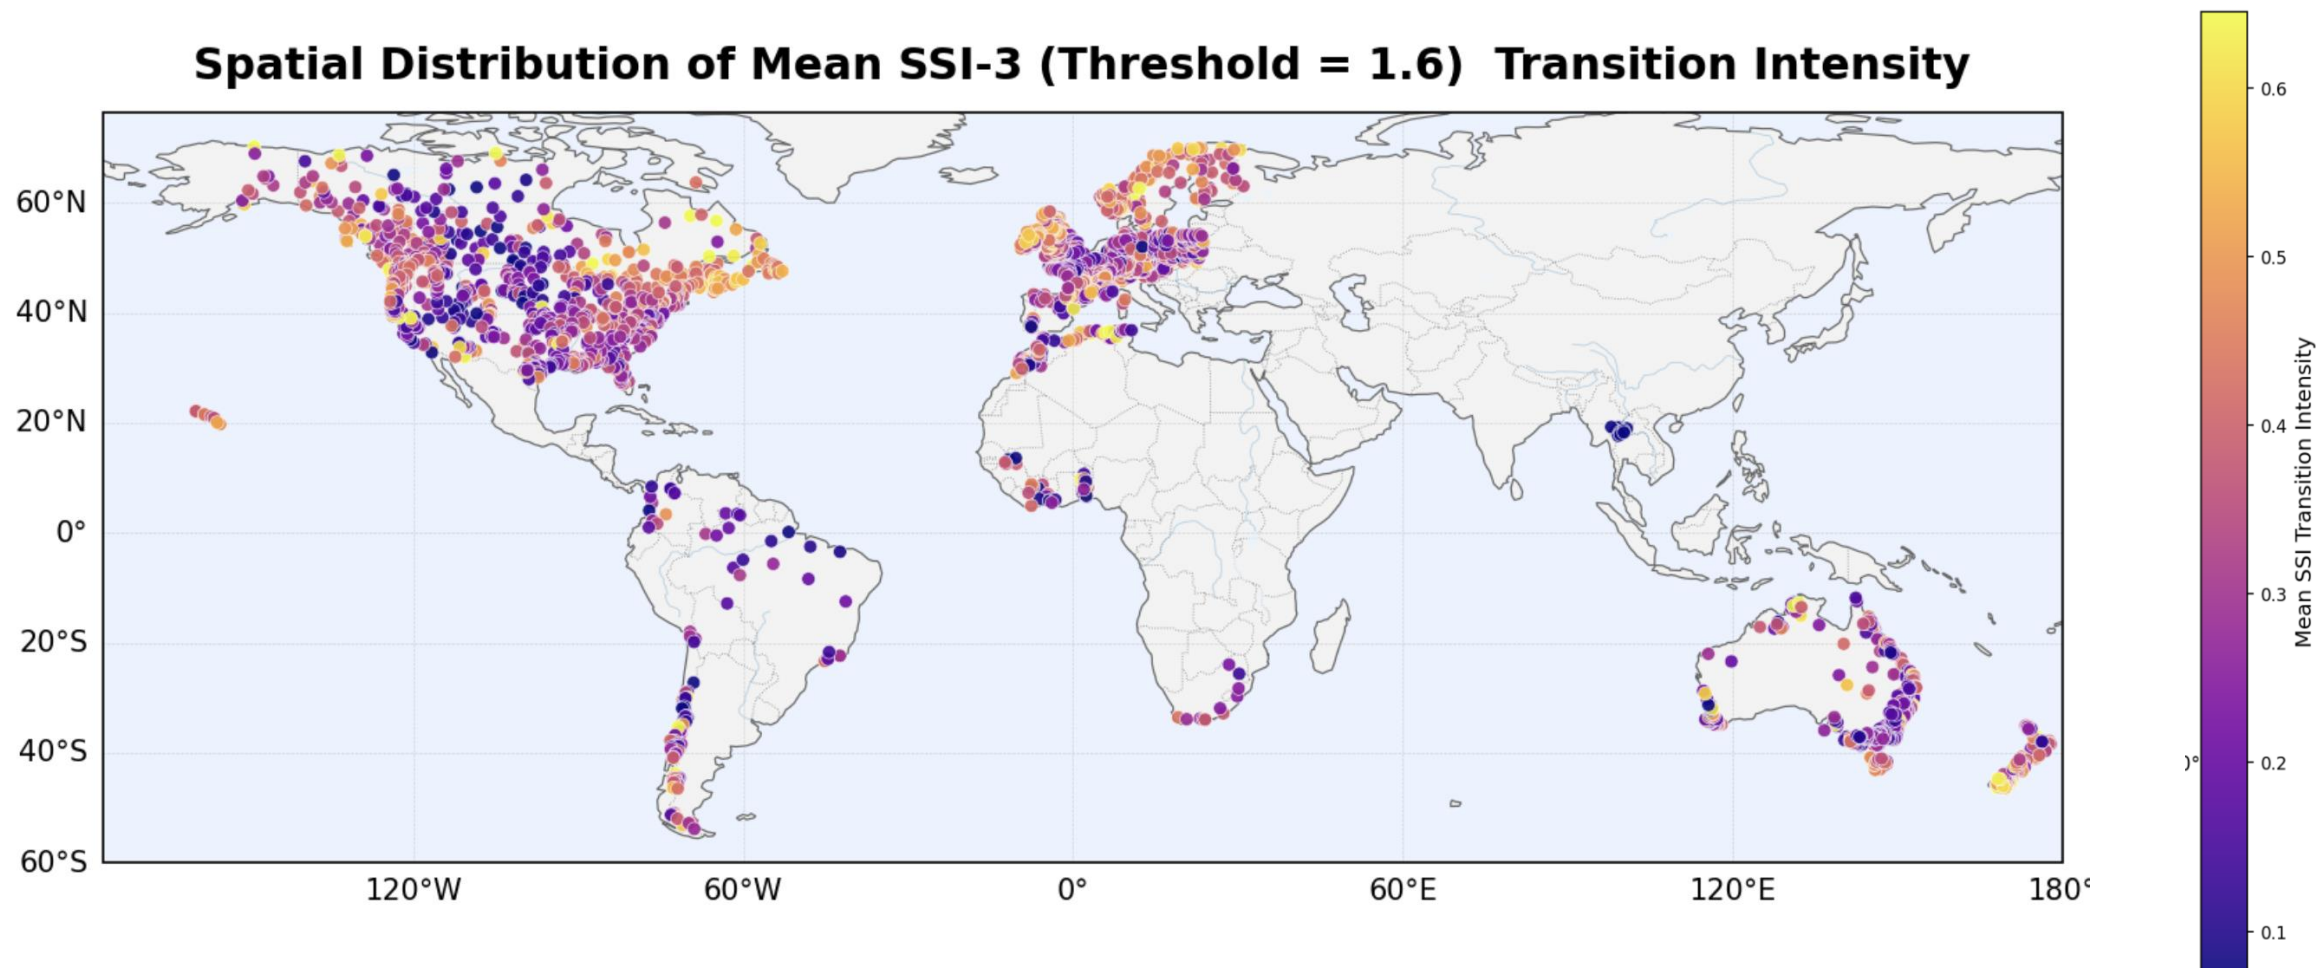 Spatial Distribution of Mean SSI-3 (Threshold = 1.6) Transition Intensity
60°N
40°N
20°N
0°
20°S
40°S
60°S
120°W
60°W
0°
60°E
120°E
180°
0°
0.6
0.5
0.4
0.3
0.2
0.1
Mean SSI Transition Intensity